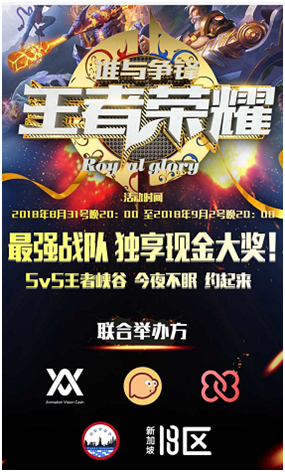 谁与争锋
王者荣耀
Royal glory
活动时间
2018年8月31号晚20：00 至2018年9月2号晚20：00
最强战队 独享现金大奖！
5v5王者峡谷 今夜不眠 约起来
联合举办方
Animation Vision Cosh
新加坡
13区